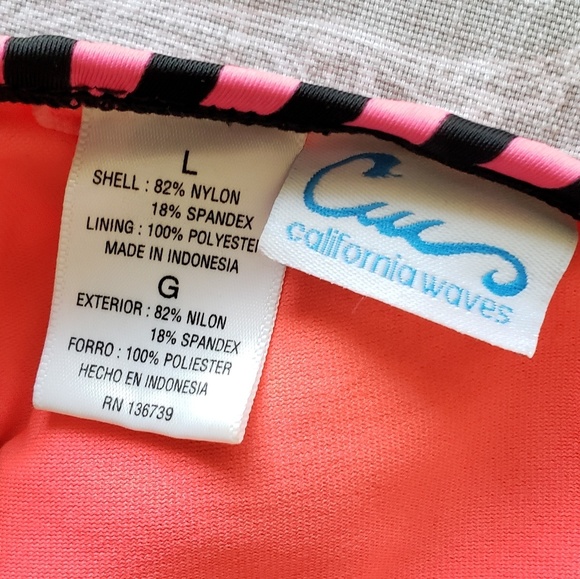 L
SHELL : 82% NYLON
18% SPANDEX
LINING : 100% POLYESTER
MADE IN INDONESIA
G
EXTERIOR : 82% NILON
18% SPANDEX
FORRO : 100% POLIESTER
HECHO EN INDONESIA
RN 136739
Cw
california waves